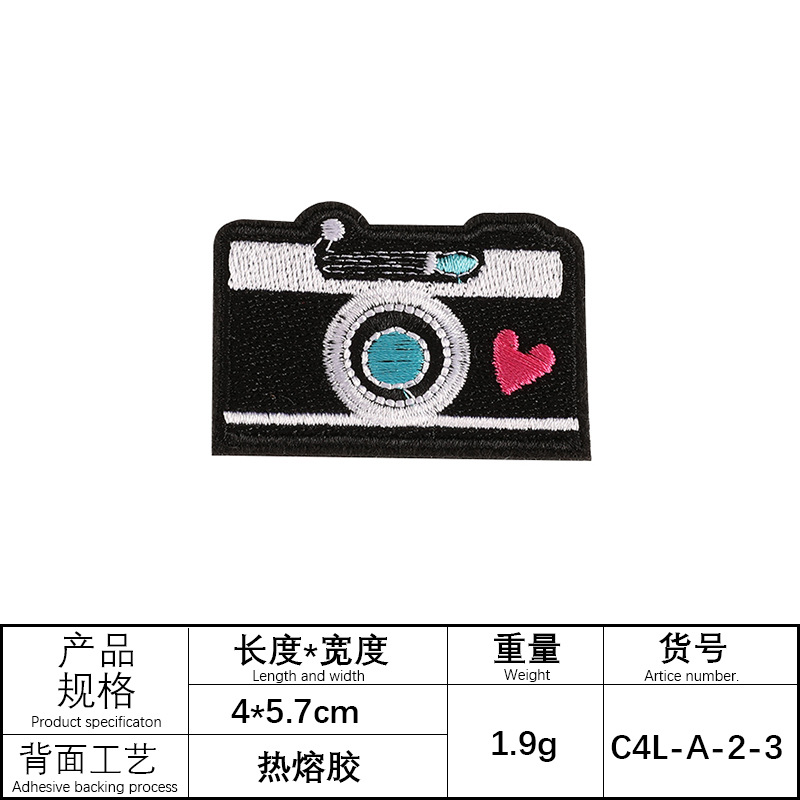 产品
规格
Product specificaton
长度*宽度
Length and width
重量
Weight
货号
Artice number.
4*5.7cm
1.9g
C4L-A-2-3
背面工艺
Adhesive backing process
热熔胶